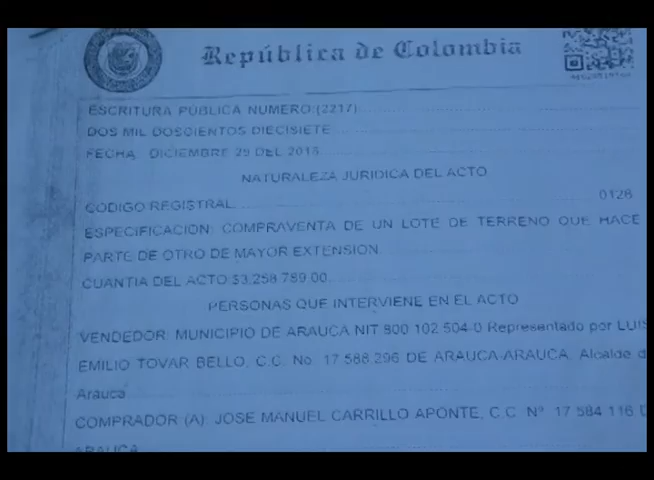 República de Colombia
ESCRITURA PUBLICA NUMERO:(2217)
DOS MIL DOSCIENTOS DIECISIETE
FECHA: DICIEMBRE 29 DEL
NATURALEZA JURIDICA DEL ACTO
CODIGO REGISTRAL 0126
ESPECIFICACION: COMPRAVENTA DE UN LOTE DE TERRENO QUE HACE
PARTE DE OTRO DE MAYOR EXTENSION
CUANTIA DEL ACTO $3.258.789.00
PERSONAS QUE INTERVIENE EN EL ACTO
VENDEDOR: MUNICIPIO DE ARAUCA NIT 800.102.504-0 Representado por LUIS
EMILIO TOVAR BELLO, C.C. No. 17.588.296 DE ARAUCA-ARAUCA, Alcalde d
Arauca
COMPRADOR (A): JOSE MANUEL CARRILLO APONTE, C.C. Nº 17.584.116 D
ARAUCA